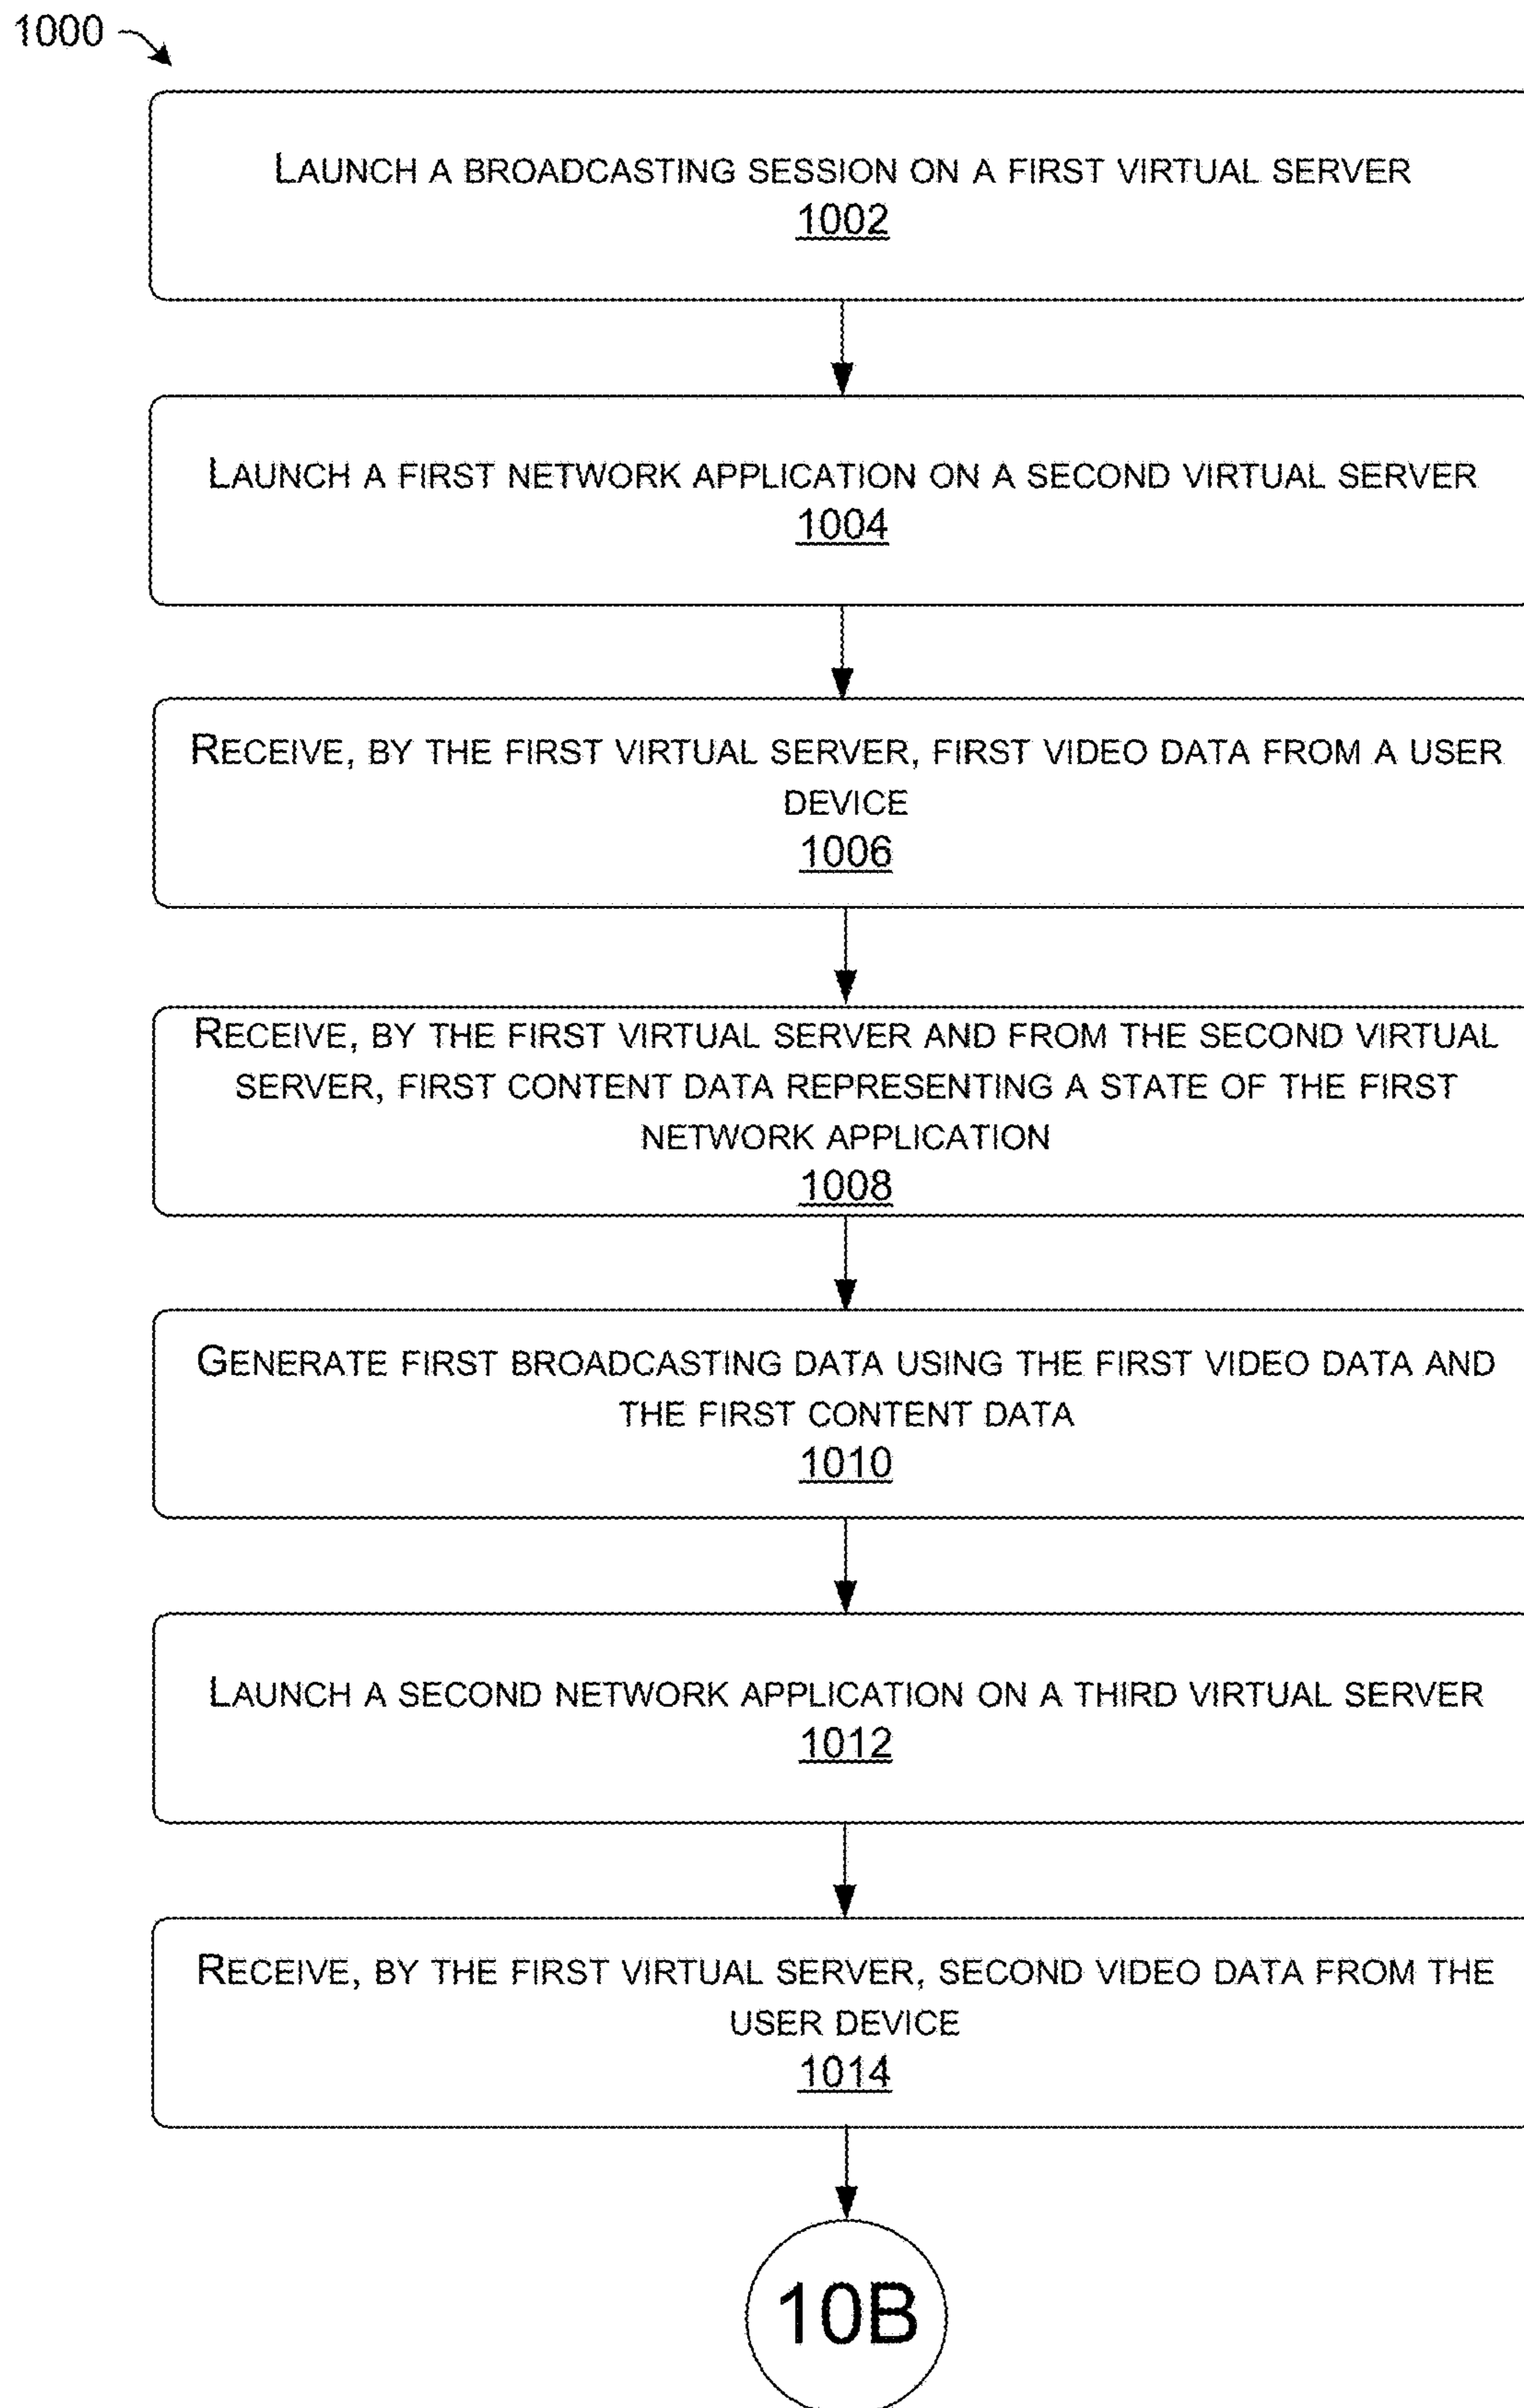 1000
LAUNCH A BROADCASTING SESSION ON A FIRST VIRTUAL SERVER
1002
LAUNCH A FIRST NETWORK APPLICATION ON A SECOND VIRTUAL SERVER
1004
RECEIVE, BY THE FIRST VIRTUAL SERVER, FIRST VIDEO DATA FROM A USER
DEVICE
1006
RECEIVE, BY THE FIRST VIRTUAL SERVER AND FROM THE SECOND VIRTUAL
SERVER, FIRST CONTENT DATA REPRESENTING A STATE OF THE FIRST
NETWORK APPLICATION
1008
GENERATE FIRST BROADCASTING DATA USING THE FIRST VIDEO DATA AND
THE FIRST CONTENT DATA
1010
LAUNCH A SECOND NETWORK APPLICATION ON A THIRD VIRTUAL SERVER
1012
RECEIVE, BY THE FIRST VIRTUAL SERVER, SECOND VIDEO DATA FROM THE
USER DEVICE
1014
10B